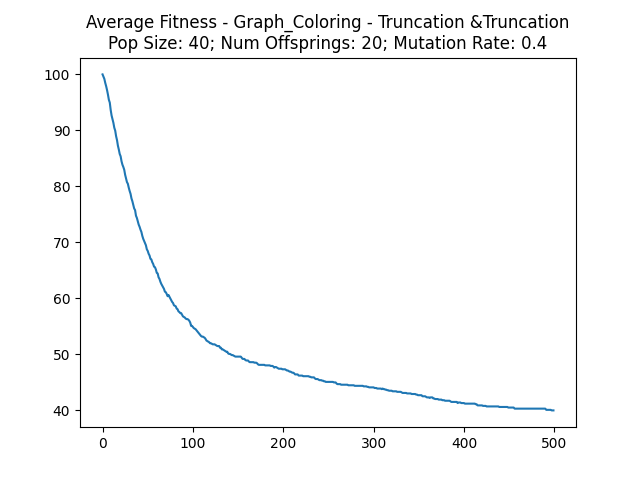 Average Fitness - Graph_Coloring - Truncation &Truncation
Pop Size: 40; Num Offsprings: 20; Mutation Rate: 0.4
100
90
80
70
60
50
40
0 100 200 300 400 500